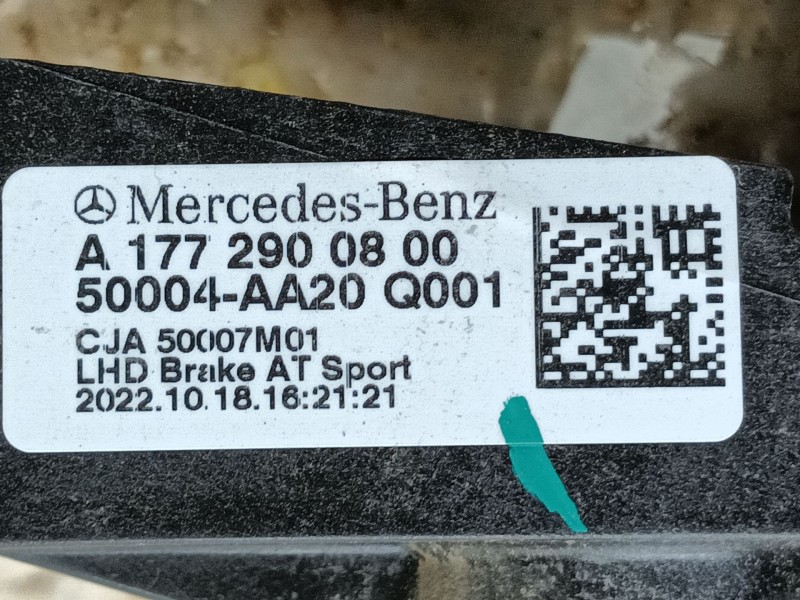 Mercedes-Benz
A 177 290 08 00
50004-AA20 Q001
CJA 50007M01
LHD Brake AT Sport
2022.10.18.16:21:21